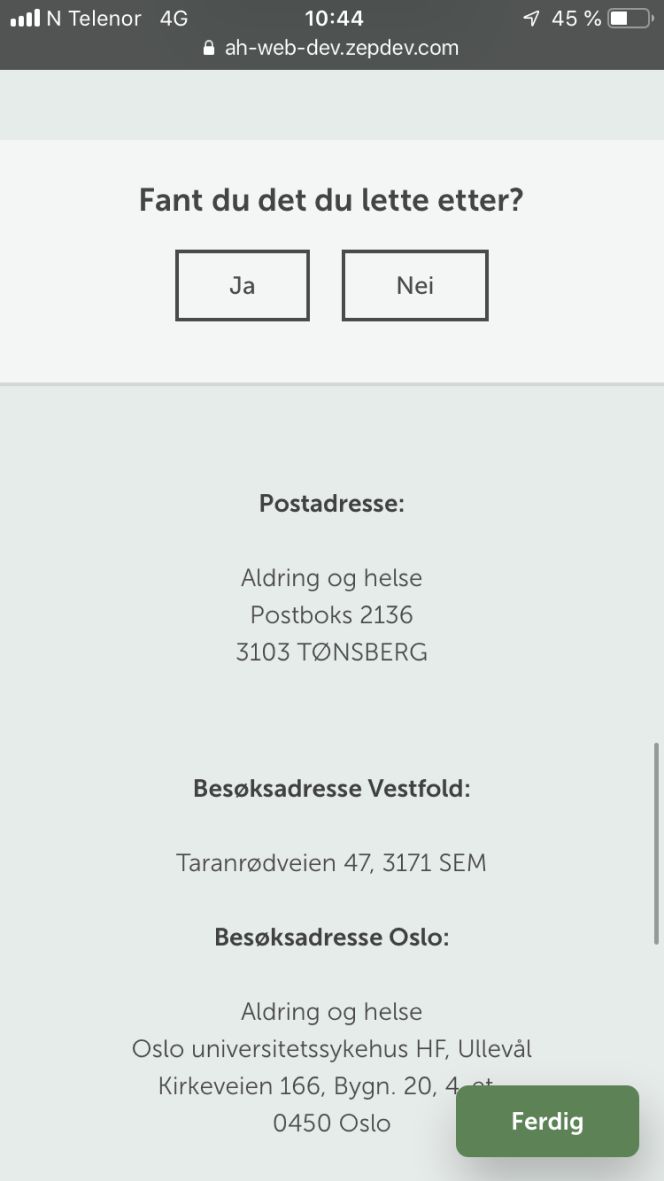 N Telenor 4G 10:44 45 %
ah-web-dev.zepdev.com
Fant du det du lette etter?
Ja Nei
Postadresse:
Aldring og helse
Postboks 2136
3103 TØNSBERG
Besøksadresse Vestfold:
Taranrødveien 47, 3171 SEM
Besøksadresse Oslo:
Aldring og helse
Oslo universitetssykehus HF, Ullevål
Kirkeveien 166, Bygn. 20, 4.
0450 Oslo
Ferdig